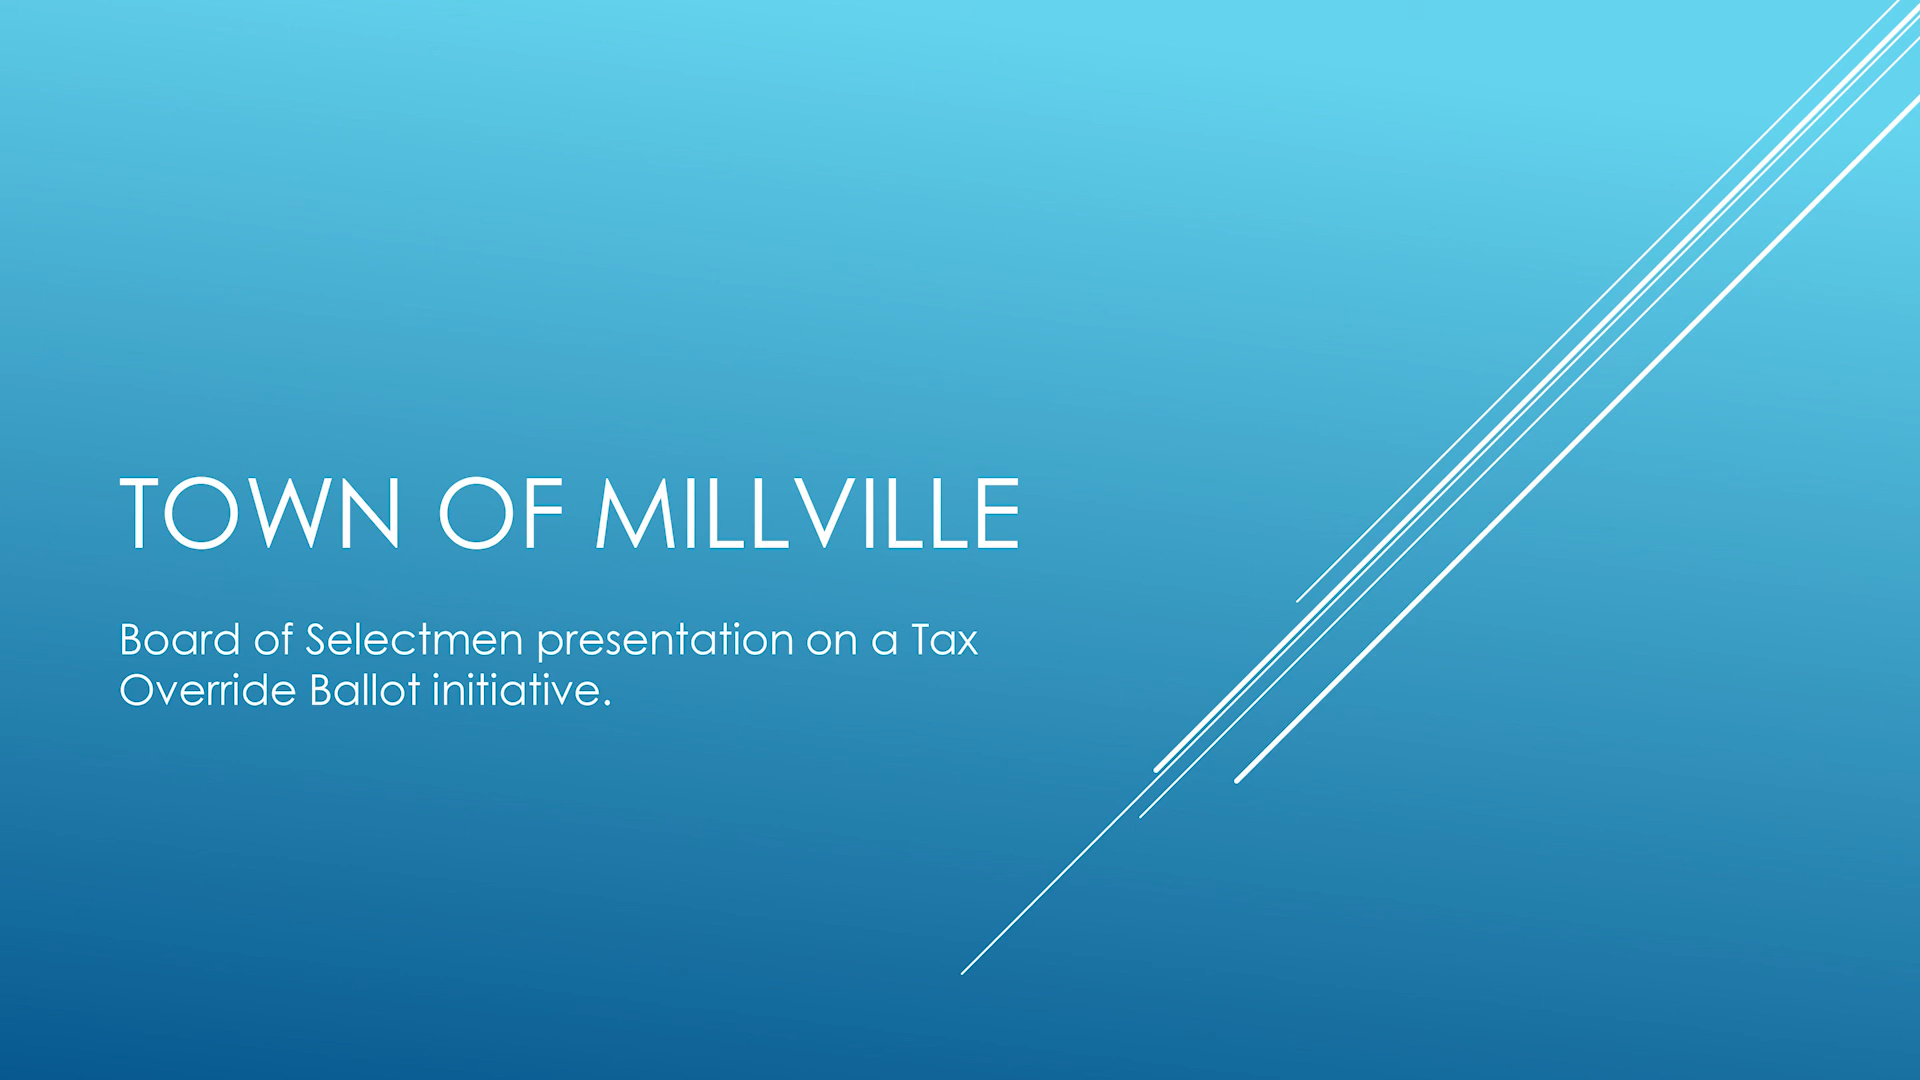 TOWN OF MILLVILLE
Board of Selectmen presentation on a Tax
Override Ballot initiative.